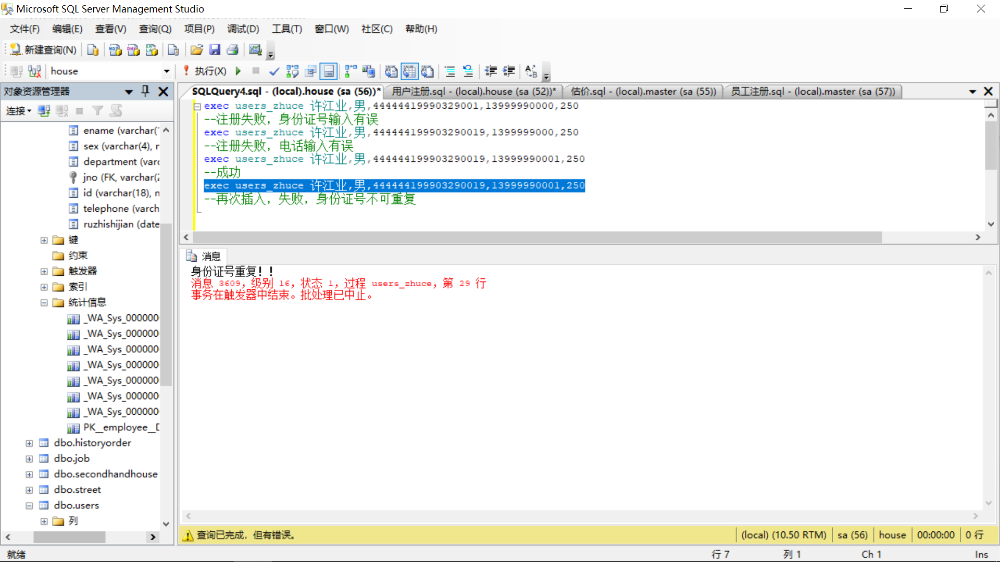 Microsoft SQL Server Management Studio
文件(F) 编辑(E) 查看(V) 查询(Q) 项目(P) 调试(D) 工具(T) 窗口(W) 社区(C) 帮助(H)
新建查询(N)
house 执行(X)
对象资源管理器
连接
ename (varchar(
sex (varchar(4), r
department (varc
jno (FK, varchar(2
id (varchar(18), n
telephone (varch
ruzhishijian (date
键
约束
触发器
索引
统计信息
_WA_Sys_000000
_WA_Sys_000000
_WA_Sys_000000
_WA_Sys_000000
_WA_Sys_000000
_WA_Sys_000000
_WA_Sys_000000
PK__employee__D
dbo.historyorder
dbo.job
dbo.secondhandhouse
dbo.street
dbo.users
列
SQLQuery4.sql - (local).house (sa (56))* 用户注册.sql - (local).house (sa (52))* 估价.sql - (local).master (sa (55)) 员工注册.sql - (local).master (sa (57))
exec users_zhuce 许江业,男,44444419990329001,13999990000,250
--注册失败，身份证号输入有误
exec users_zhuce 许江业,男,444444199903290019,1399999000,250
--注册失败，电话输入有误
exec users_zhuce 许江业,男,444444199903290019,13999990001,250
--成功
exec users_zhuce 许江业,男,444444199903290019,13999990001,250
--再次插入，失败，身份证号不可重复
消息
身份证号重复！！
消息 3609，级别 16，状态 1，过程 users_zhuce，第 29 行
事务在触发器中结束。批处理已中止。
查询已完成，但有错误。 (local) (10.50 RTM) sa (56) house 00:00:00 0 行
就绪 行 7 列 1 Ch 1 Ins